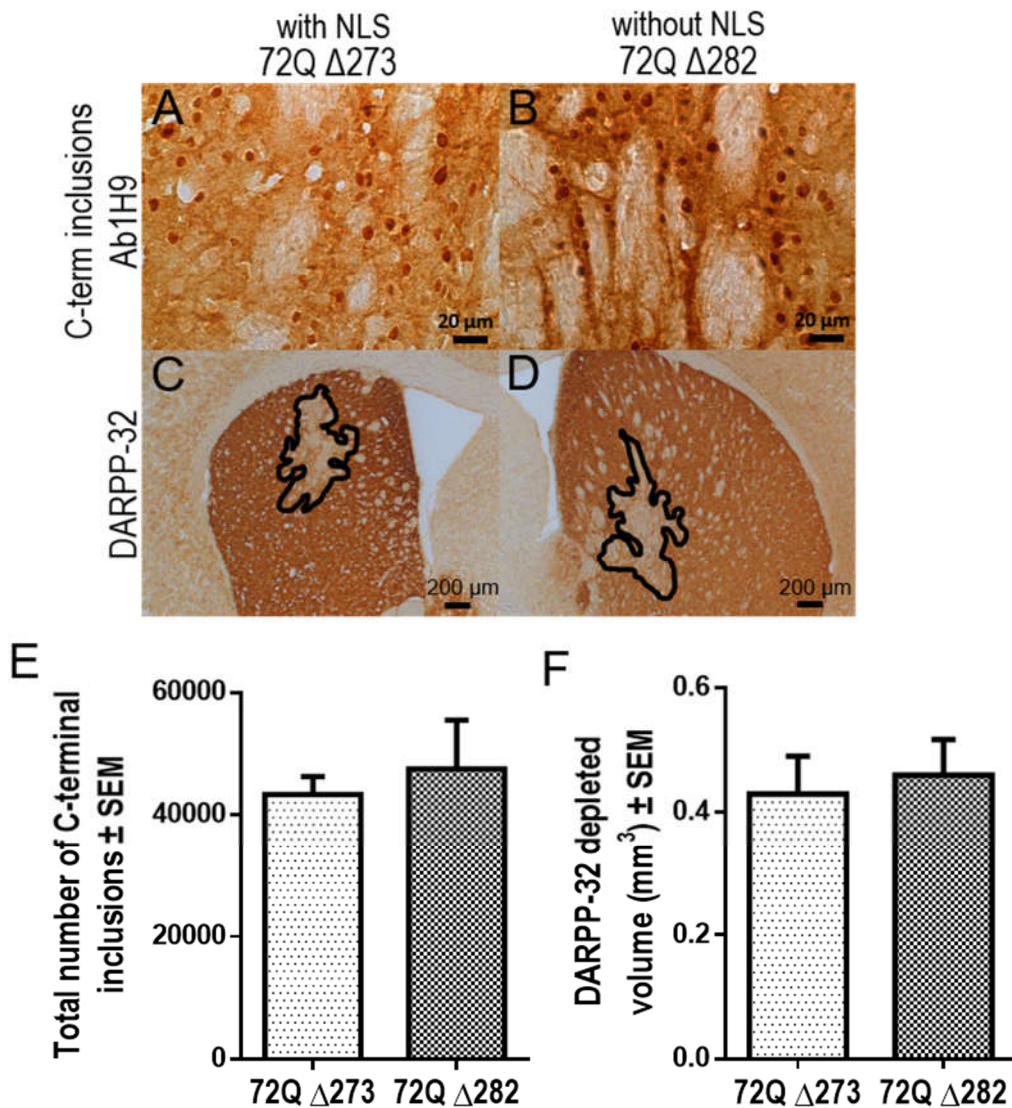 with NLS
72Q Δ273
without NLS
72Q Δ282
C-term inclusions
Ab1H9
A
B
20 µm
20 µm
DARPP-32
C
D
200 µm
200 µm
E
Total number of C-terminal
inclusions ± SEM
60000
40000
20000
0
72Q Δ273
72Q Δ282
F
DARPP-32 depleted
volume (mm³) ± SEM
0.6
0.4
0.2
0.0
72Q Δ273
72Q Δ282